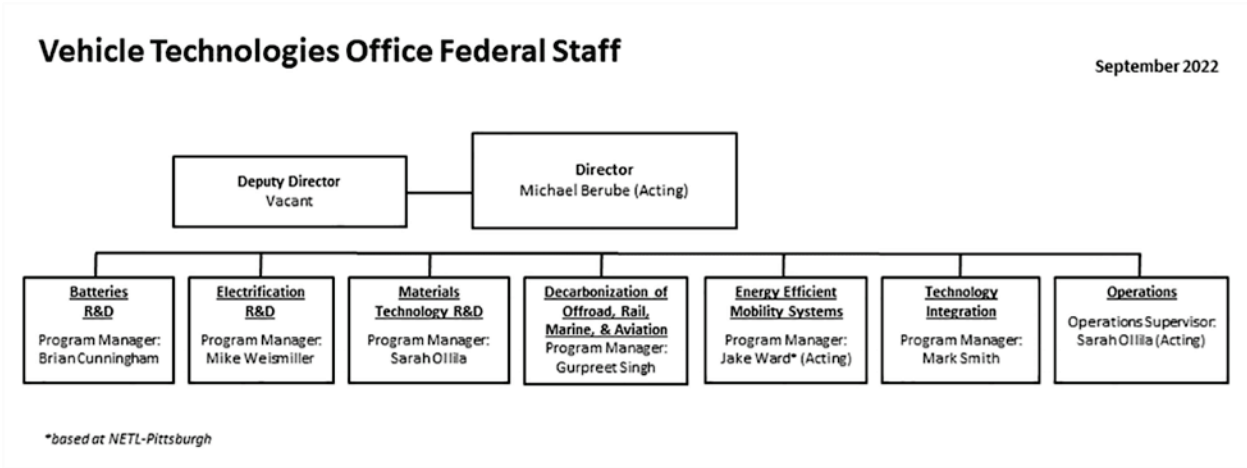 Vehicle Technologies Office Federal Staff
September 2022
Director
Michael Berube (Acting)
Deputy Director
Vacant
Batteries
R&D
Program Manager:
Brian Cunningham
Electrification
R&D
Program Manager:
Mike Weismiller
Materials
Technology R&D
Program Manager:
Sarah Ollila
Decarbonization of
Offroad, Rail,
Marine, & Aviation
Program Manager:
Gurpreet Singh
Energy Efficient
Mobility Systems
Program Manager:
Jake Ward* (Acting)
Technology
Integration
Program Manager:
Mark Smith
Operations
Operations Supervisor:
Sarah Ollila (Acting)
*based at NETL-Pittsburgh